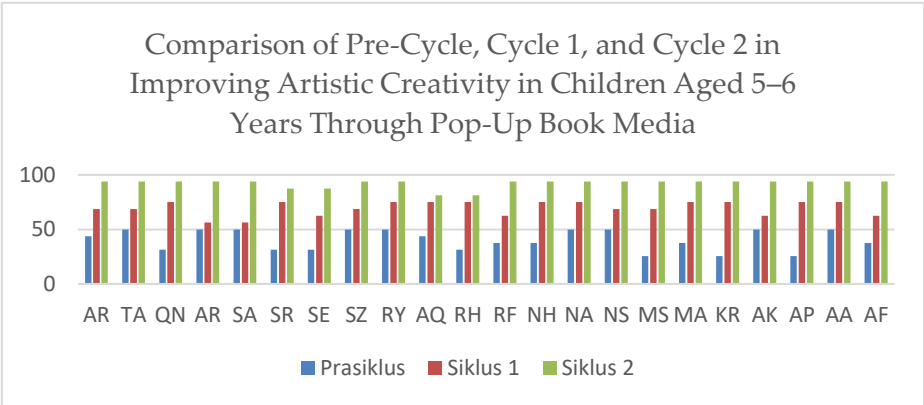 Comparison of Pre-Cycle, Cycle 1, and Cycle 2 in
Improving Artistic Creativity in Children Aged 5–6
Years Through Pop-Up Book Media
100
50
0
AR TA QN AR SA SR SE SZ RY AQ RH RF NH NA NS MS MA KR AK AP AA AF
Prasiklus Siklus 1 Siklus 2